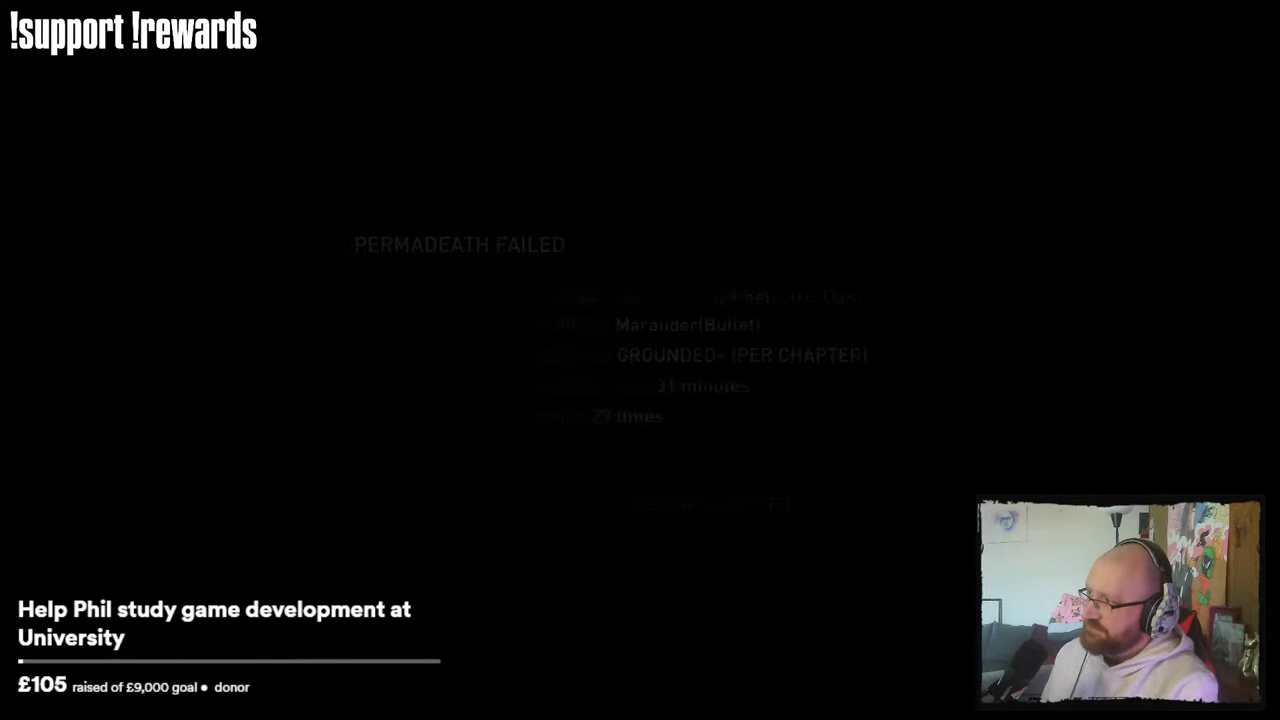 !support !rewards
PERMADEATH FAILED
Marauder(Bullet)
GROUNDED+ (PER CHAPTER)
31 minutes
times
Help Phil study game development at
University
£105 raised of £9,000 goal • donor